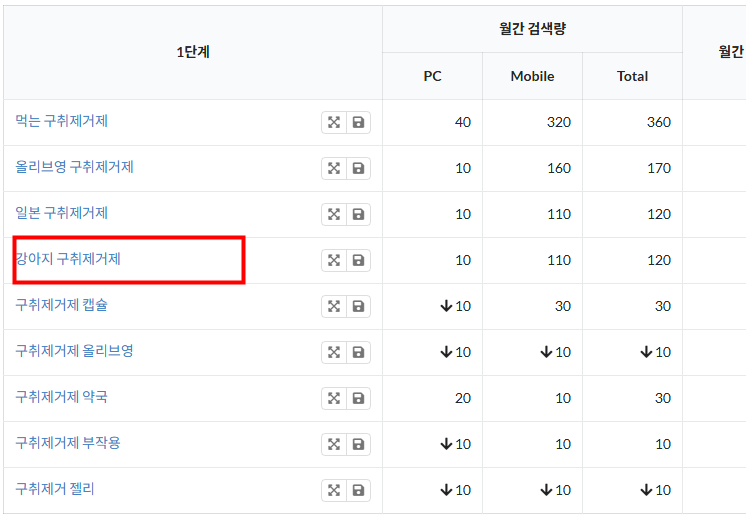 1단계
월간 검색량
월간
PC Mobile Total
먹는 구취제거제 40 320 360
올리브영 구취제거제 10 160 170
일본 구취제거제 10 110 120
강아지 구취제거제 10 110 120
구취제거제 캡슐 ↓10 30 30
구취제거제 올리브영 ↓10 ↓10 ↓10
구취제거제 약국 20 10 30
구취제거제 부작용 ↓10 10 10
구취제거 젤리 ↓10 ↓10 ↓10